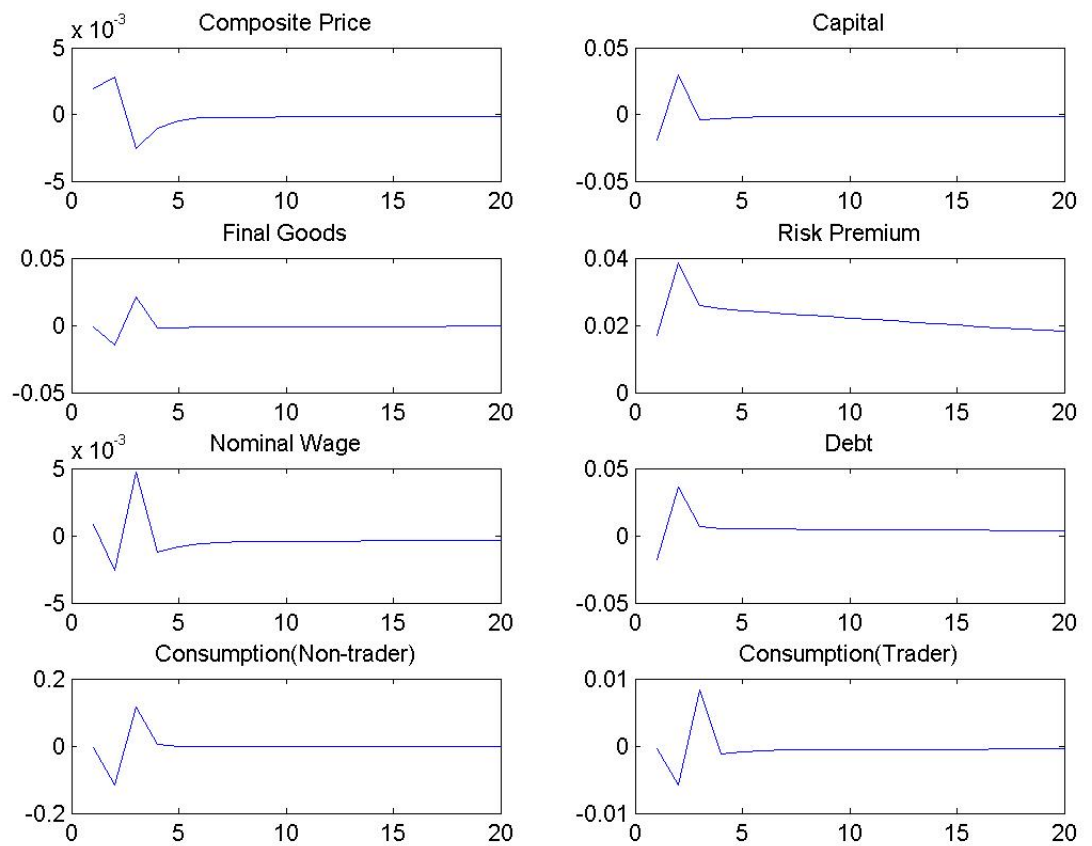 x 10-3
Composite Price
5
0
-5
0 5 10 15 20
Capital
0.05
0
-0.05
0 5 10 15 20
Final Goods
0.05
0
-0.05
0 5 10 15 20
Risk Premium
0.04
0.02
0
0 5 10 15 20
x 10-3
Nominal Wage
5
0
-5
0 5 10 15 20
Debt
0.05
0
-0.05
0 5 10 15 20
Consumption(Non-trader)
0.2
0
-0.2
0 5 10 15 20
Consumption(Trader)
0.01
0
-0.01
0 5 10 15 20